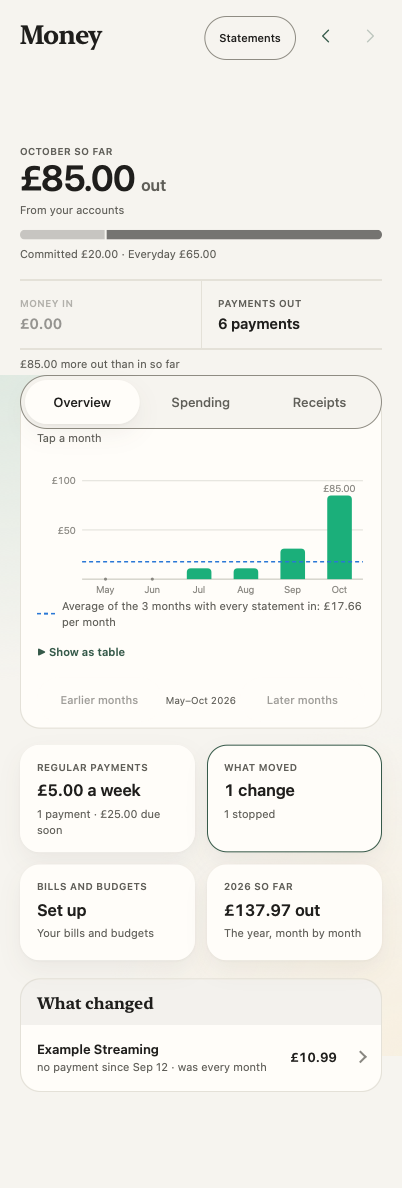 Money
Statements
OCTOBER SO FAR
£85.00 out
From your accounts
Committed £20.00 · Everyday £65.00
MONEY IN
£0.00
PAYMENTS OUT
6 payments
£85.00 more out than in so far
Overview
Spending
Receipts
Tap a month
£100
£50
£85.00
May
Jun
Jul
Aug
Sep
Oct
Average of the 3 months with every statement in: £17.66
per month
Show as table
Earlier months
May–Oct 2026
Later months
REGULAR PAYMENTS
£5.00 a week
1 payment · £25.00 due
soon
WHAT MOVED
1 change
1 stopped
BILLS AND BUDGETS
Set up
Your bills and budgets
2026 SO FAR
£137.97 out
The year, month by month
What changed
Example Streaming
no payment since Sep 12 · was every month
£10.99